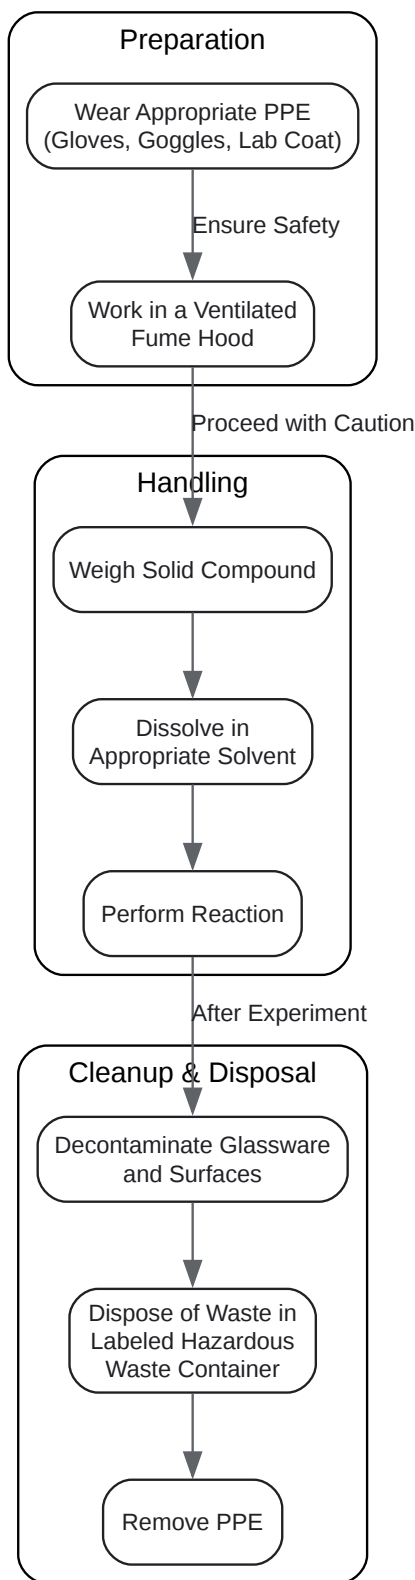 Preparation
Wear Appropriate PPE
(Gloves, Goggles, Lab Coat)
Ensure Safety
Work in a Ventilated
Fume Hood
Proceed with Caution
Handling
Weigh Solid Compound
Dissolve in
Appropriate Solvent
Perform Reaction
After Experiment
Cleanup & Disposal
Decontaminate Glassware
and Surfaces
Dispose of Waste in
Labeled Hazardous
Waste Container
Remove PPE